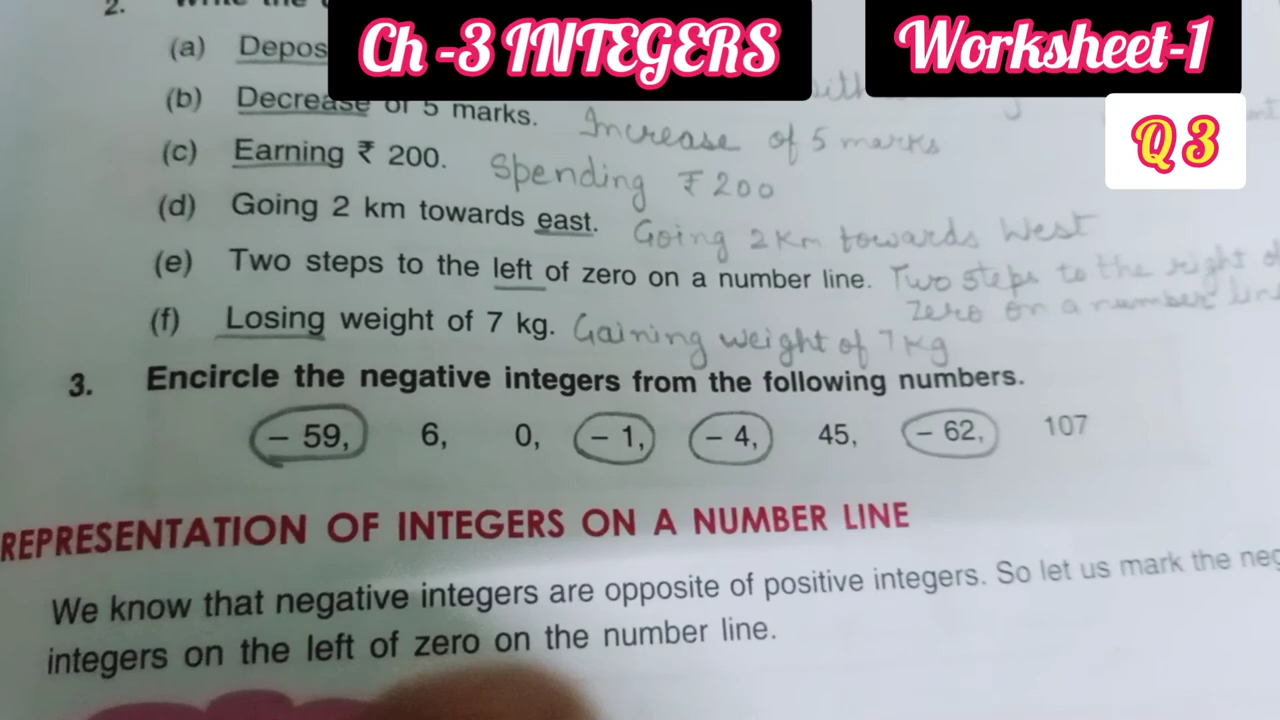 Ch -3 INTEGERS
Worksheet-1
Q 3
2. Write the
(a) Depos
(b) Decrease of 5 marks. Increase of 5 marks
(c) Earning ₹ 200. Spending ₹ 200
(d) Going 2 km towards east. Going 2 Km towards West
(e) Two steps to the left of zero on a number line. Two steps to the right of
zero on a number line
(f) Losing weight of 7 kg. Gaining weight of 7 Kg
3. Encircle the negative integers from the following numbers.
– 59, 6, 0, – 1, – 4, 45, – 62, 107
REPRESENTATION OF INTEGERS ON A NUMBER LINE
We know that negative integers are opposite of positive integers. So let us mark the neg
integers on the left of zero on the number line.